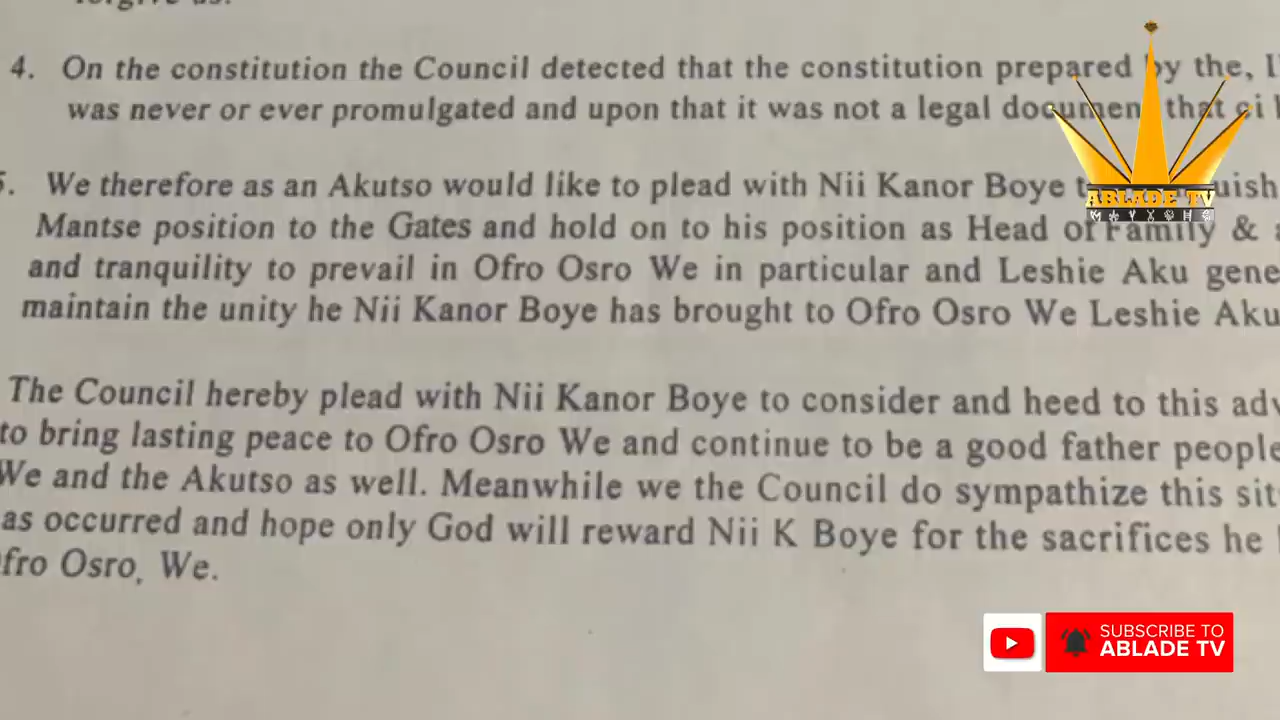 forgive us.
4. On the constitution the Council detected that the constitution prepared by the,
was never or ever promulgated and upon that it was not a legal document that
We therefore as an Akutso would like to plead with Nii Kanor Boye
Mantse position to the Gates and hold on to his position as Head of Family &
and tranquility to prevail in Ofro Osro We in particular and Leshie Aku
maintain the unity he Nii Kanor Boye has brought to Ofro Osro We Leshie Aku
The Council hereby plead with Nii Kanor Boye to consider and heed to this
to bring lasting peace to Ofro Osro We and continue to be a good father people
We and the Akutso as well. Meanwhile we the Council do sympathize this
as occurred and hope only God will reward Nii K Boye for the sacrifices he
fro Osro, We.
ABLADE TV
SUBSCRIBE TO
ABLADE TV